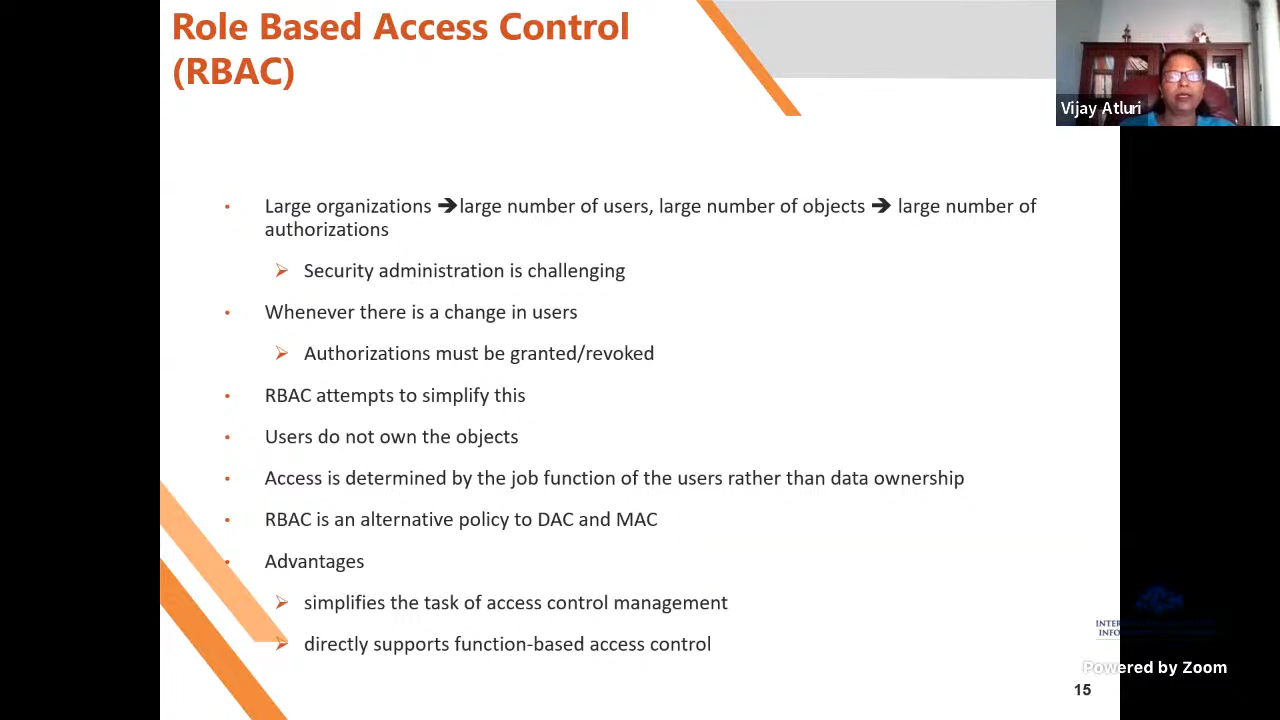 Role Based Access Control
(RBAC)
Vijay Atluri
• Large organizations ➔large number of users, large number of objects ➔ large number of
authorizations
➢ Security administration is challenging
• Whenever there is a change in users
➢ Authorizations must be granted/revoked
• RBAC attempts to simplify this
• Users do not own the objects
• Access is determined by the job function of the users rather than data ownership
• RBAC is an alternative policy to DAC and MAC
• Advantages
➢ simplifies the task of access control management
➢ directly supports function-based access control
Powered by Zoom
15